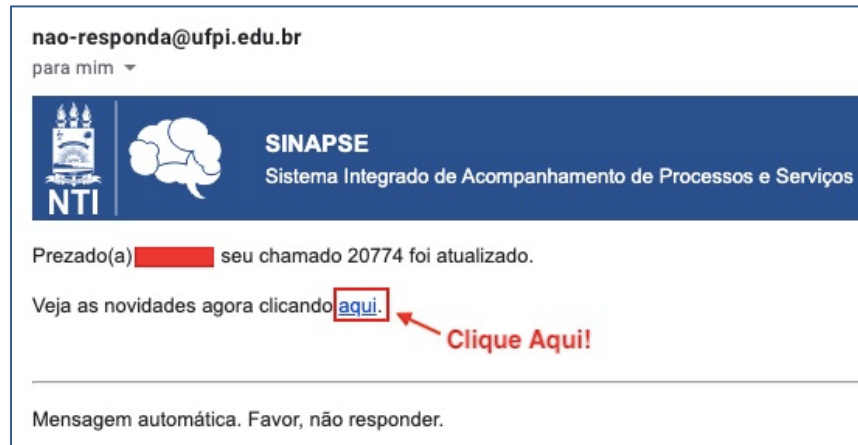 nao-responda@ufpi.edu.br
para mim
NTI
SINAPSE
Sistema Integrado de Acompanhamento de Processos e Serviços
Prezado(a) seu chamado 20774 foi atualizado.
Veja as novidades agora clicando aqui.
Clique Aqui!
Mensagem automática. Favor, não responder.